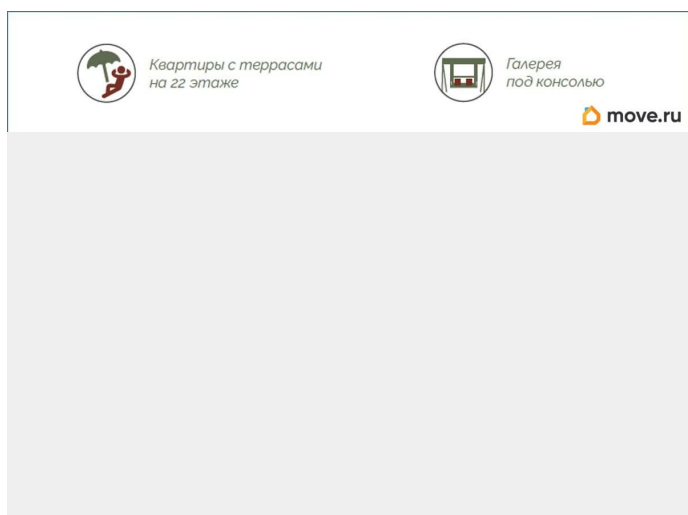 Квартиры с террасами
на 22 этаже
Галерея
под консолью
move.ru